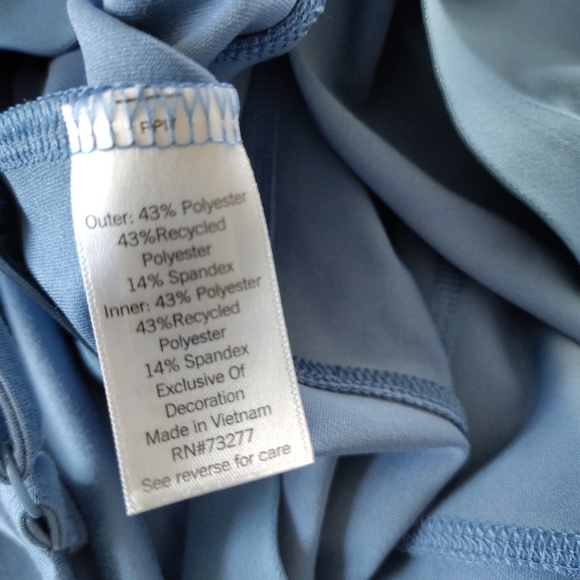 Outer: 43% Polyester
43%Recycled
Polyester
14% Spandex
Inner: 43% Polyester
43%Recycled
Polyester
14% Spandex
Exclusive Of
Decoration
Made in Vietnam
RN#73277
See reverse for care